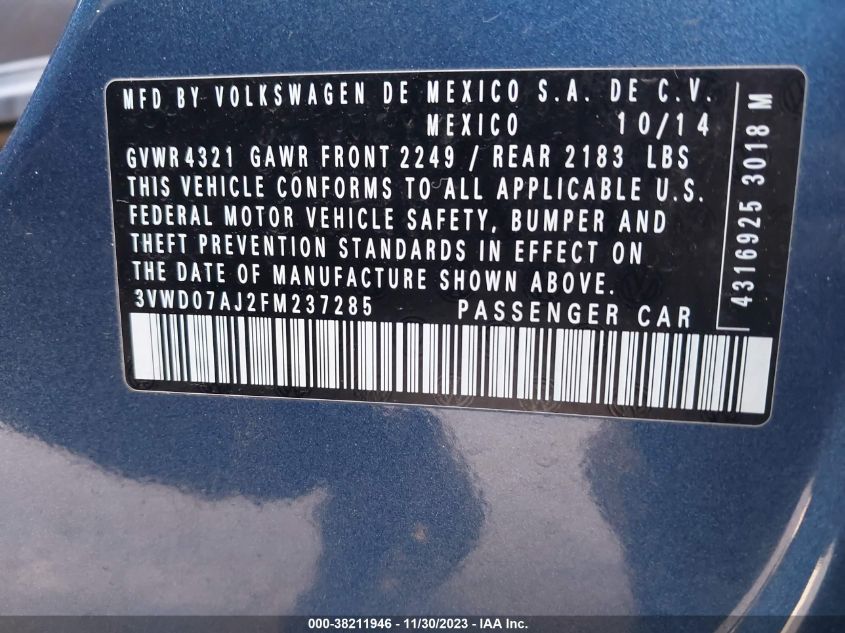 MFD BY VOLKSWAGEN DE MEXICO S.A. DE C.V.
MEXICO 10/14
GVWR 4321 GAWR FRONT 2249 / REAR 2183 LBS
THIS VEHICLE CONFORMS TO ALL APPLICABLE U.S.
FEDERAL MOTOR VEHICLE SAFETY, BUMPER AND
THEFT PREVENTION STANDARDS IN EFFECT ON
THE DATE OF MANUFACTURE SHOWN ABOVE.
3VWD07AJ2FM237285 PASSENGER CAR
4316925 3018 M
000-38211946 - 11/30/2023 - © IAA, Inc.